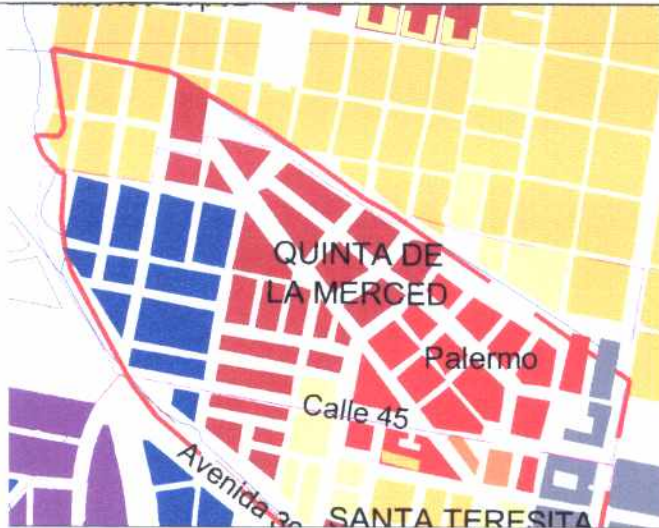 QUINTA DE
LA MERCED
Palermo
Calle 45
Avenida
SANTA TERESITA